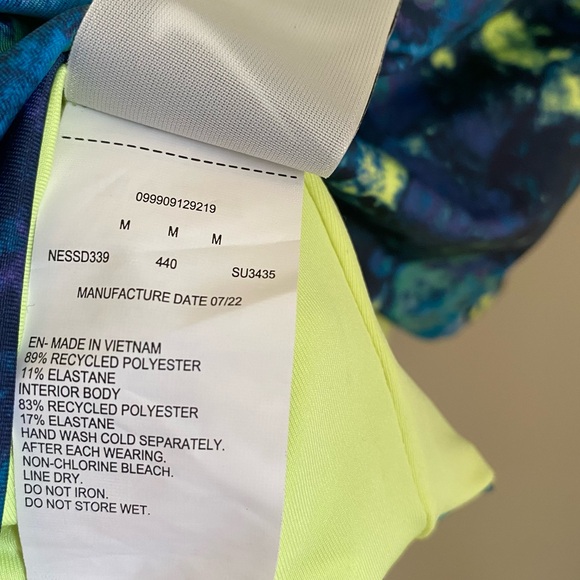 099909129219
M M M
NESSD339 440 SU3435
MANUFACTURE DATE 07/22
EN- MADE IN VIETNAM
89% RECYCLED POLYESTER
11% ELASTANE
INTERIOR BODY
83% RECYCLED POLYESTER
17% ELASTANE
HAND WASH COLD SEPARATELY.
AFTER EACH WEARING.
NON-CHLORINE BLEACH.
LINE DRY.
DO NOT IRON.
DO NOT STORE WET.